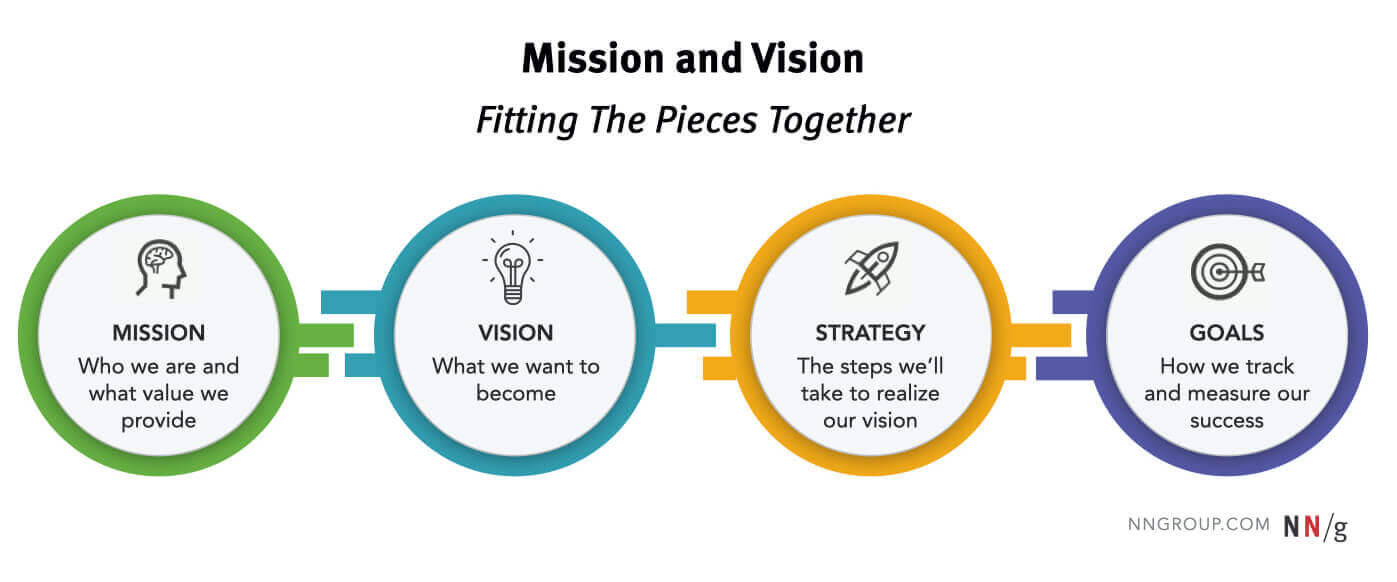 Mission and Vision
Fitting The Pieces Together
MISSION
Who we are and
what value we
provide
VISION
What we want to
become
STRATEGY
The steps we’ll
take to realize
our vision
GOALS
How we track
and measure our
success
NNGROUP.COM NN/g